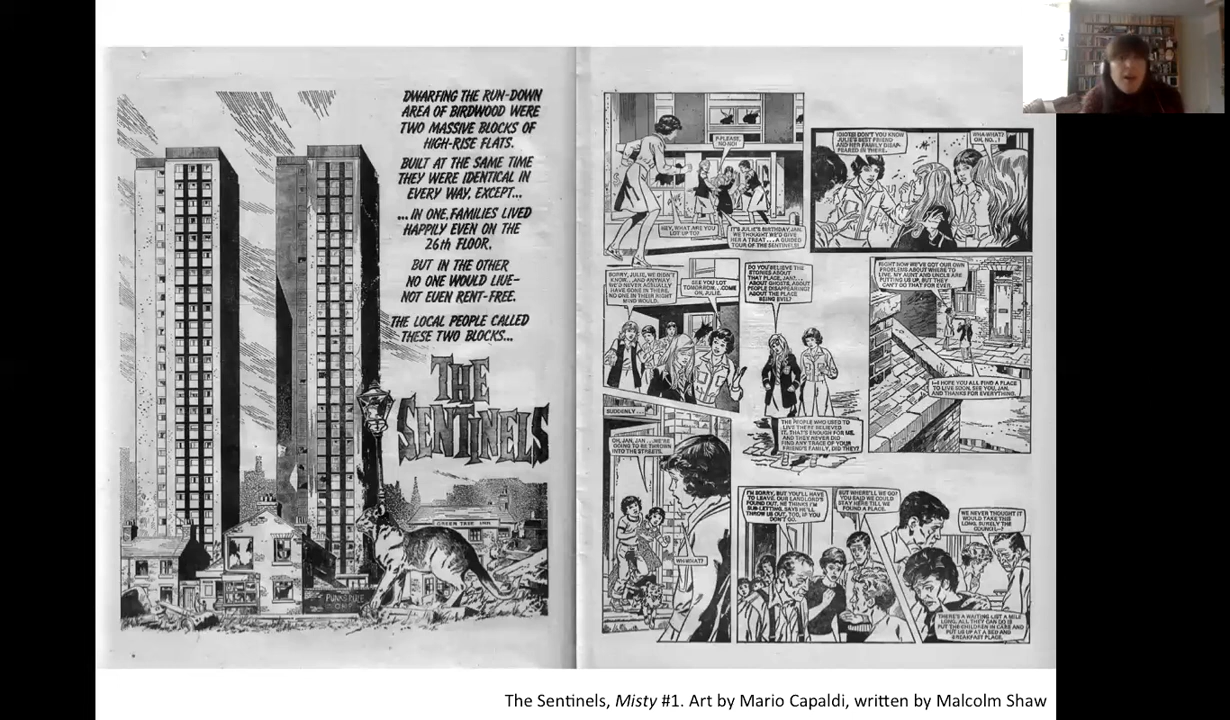 DWARFING THE RUN-DOWN
AREA OF BIRDWOOD WERE
TWO MASSIVE BLOCKS OF
HIGH-RISE FLATS.
BUILT AT THE SAME TIME
THEY WERE IDENTICAL IN
EVERY WAY, EXCEPT...
... IN ONE, FAMILIES LIVED
HAPPILY EVEN ON THE
26th FLOOR,
BUT IN THE OTHER
NO ONE WOULD LIVE–
NOT EVEN RENT-FREE.
THE LOCAL PEOPLE CALLED
THESE TWO BLOCKS...
THE
SENTINELS
GREEN TREE INN
PUNKS RULE
P-PLEASE,
NO-NO!
HEY, WHAT ARE YOU
LOT UP TO?
IT'S JULIE'S BIRTHDAY, JAN.
WE THOUGHT WE'D GIVE
HER A TREAT... A GUIDED
TOUR OF THE SENTINELS!
IDIOTS! DON'T YOU KNOW
JULIE'S BEST FRIEND
AND HER FAMILY DISAP-
PEARED IN THERE.
WHA-WHAT?
OH, NO...!
SORRY, JULIE, WE DIDN'T
KNOW... AND ANYWAY
WE'D NEVER ACTUALLY
HAVE GONE IN THERE.
NO ONE IN THEIR RIGHT
MIND WOULD.
SEE YOU LOT
TOMORROW... COME
ON, JULIE.
DO YOU BELIEVE THE
STORIES ABOUT
THAT PLACE, JAN?
ABOUT GHOSTS, ABOUT
PEOPLE DISAPPEARING?
ABOUT THE PLACE
BEING EVIL?
THE PEOPLE WHO USED TO
LIVE THERE BELIEVED
IT. THAT'S ENOUGH FOR ME.
AND THEY NEVER DID
FIND ANY TRACE OF YOUR
FRIEND'S FAMILY, DID THEY?
RIGHT NOW WE'VE GOT OUR OWN
PROBLEMS ABOUT WHERE TO
LIVE. MY AUNT AND UNCLE ARE
PUTTING US UP, BUT THEY
CAN'T DO THAT FOR EVER.
I-I HOPE YOU ALL FIND A PLACE
TO LIVE SOON. SEE YOU, JAN,
AND THANKS FOR EVERYTHING.
SUDDENLY...
OH, JAN, JAN... WE'RE
GOING TO BE THROWN
INTO THE STREETS.
WH-WHAT?
I'M SORRY, BUT YOU'LL HAVE
TO LEAVE. OUR LANDLORD'S
FOUND OUT. HE THINKS I'M
SUB-LETTING. SAYS HE'LL
THROW US OUT, TOO, IF YOU
DON'T GO.
BUT WHERE'LL WE GO?
YOU SAID WE COULD
STAY HERE TILL WE
FOUND A PLACE.
WE NEVER THOUGHT IT
WOULD TAKE THIS
LONG. SURELY THE
COUNCIL–?
THERE'S A WAITING LIST A MILE
LONG. ALL THEY CAN DO IS
PUT THE CHILDREN IN CARE AND
PUT US UP AT A BED AND
BREAKFAST PLACE.
The Sentinels, Misty #1. Art by Mario Capaldi, written by Malcolm Shaw